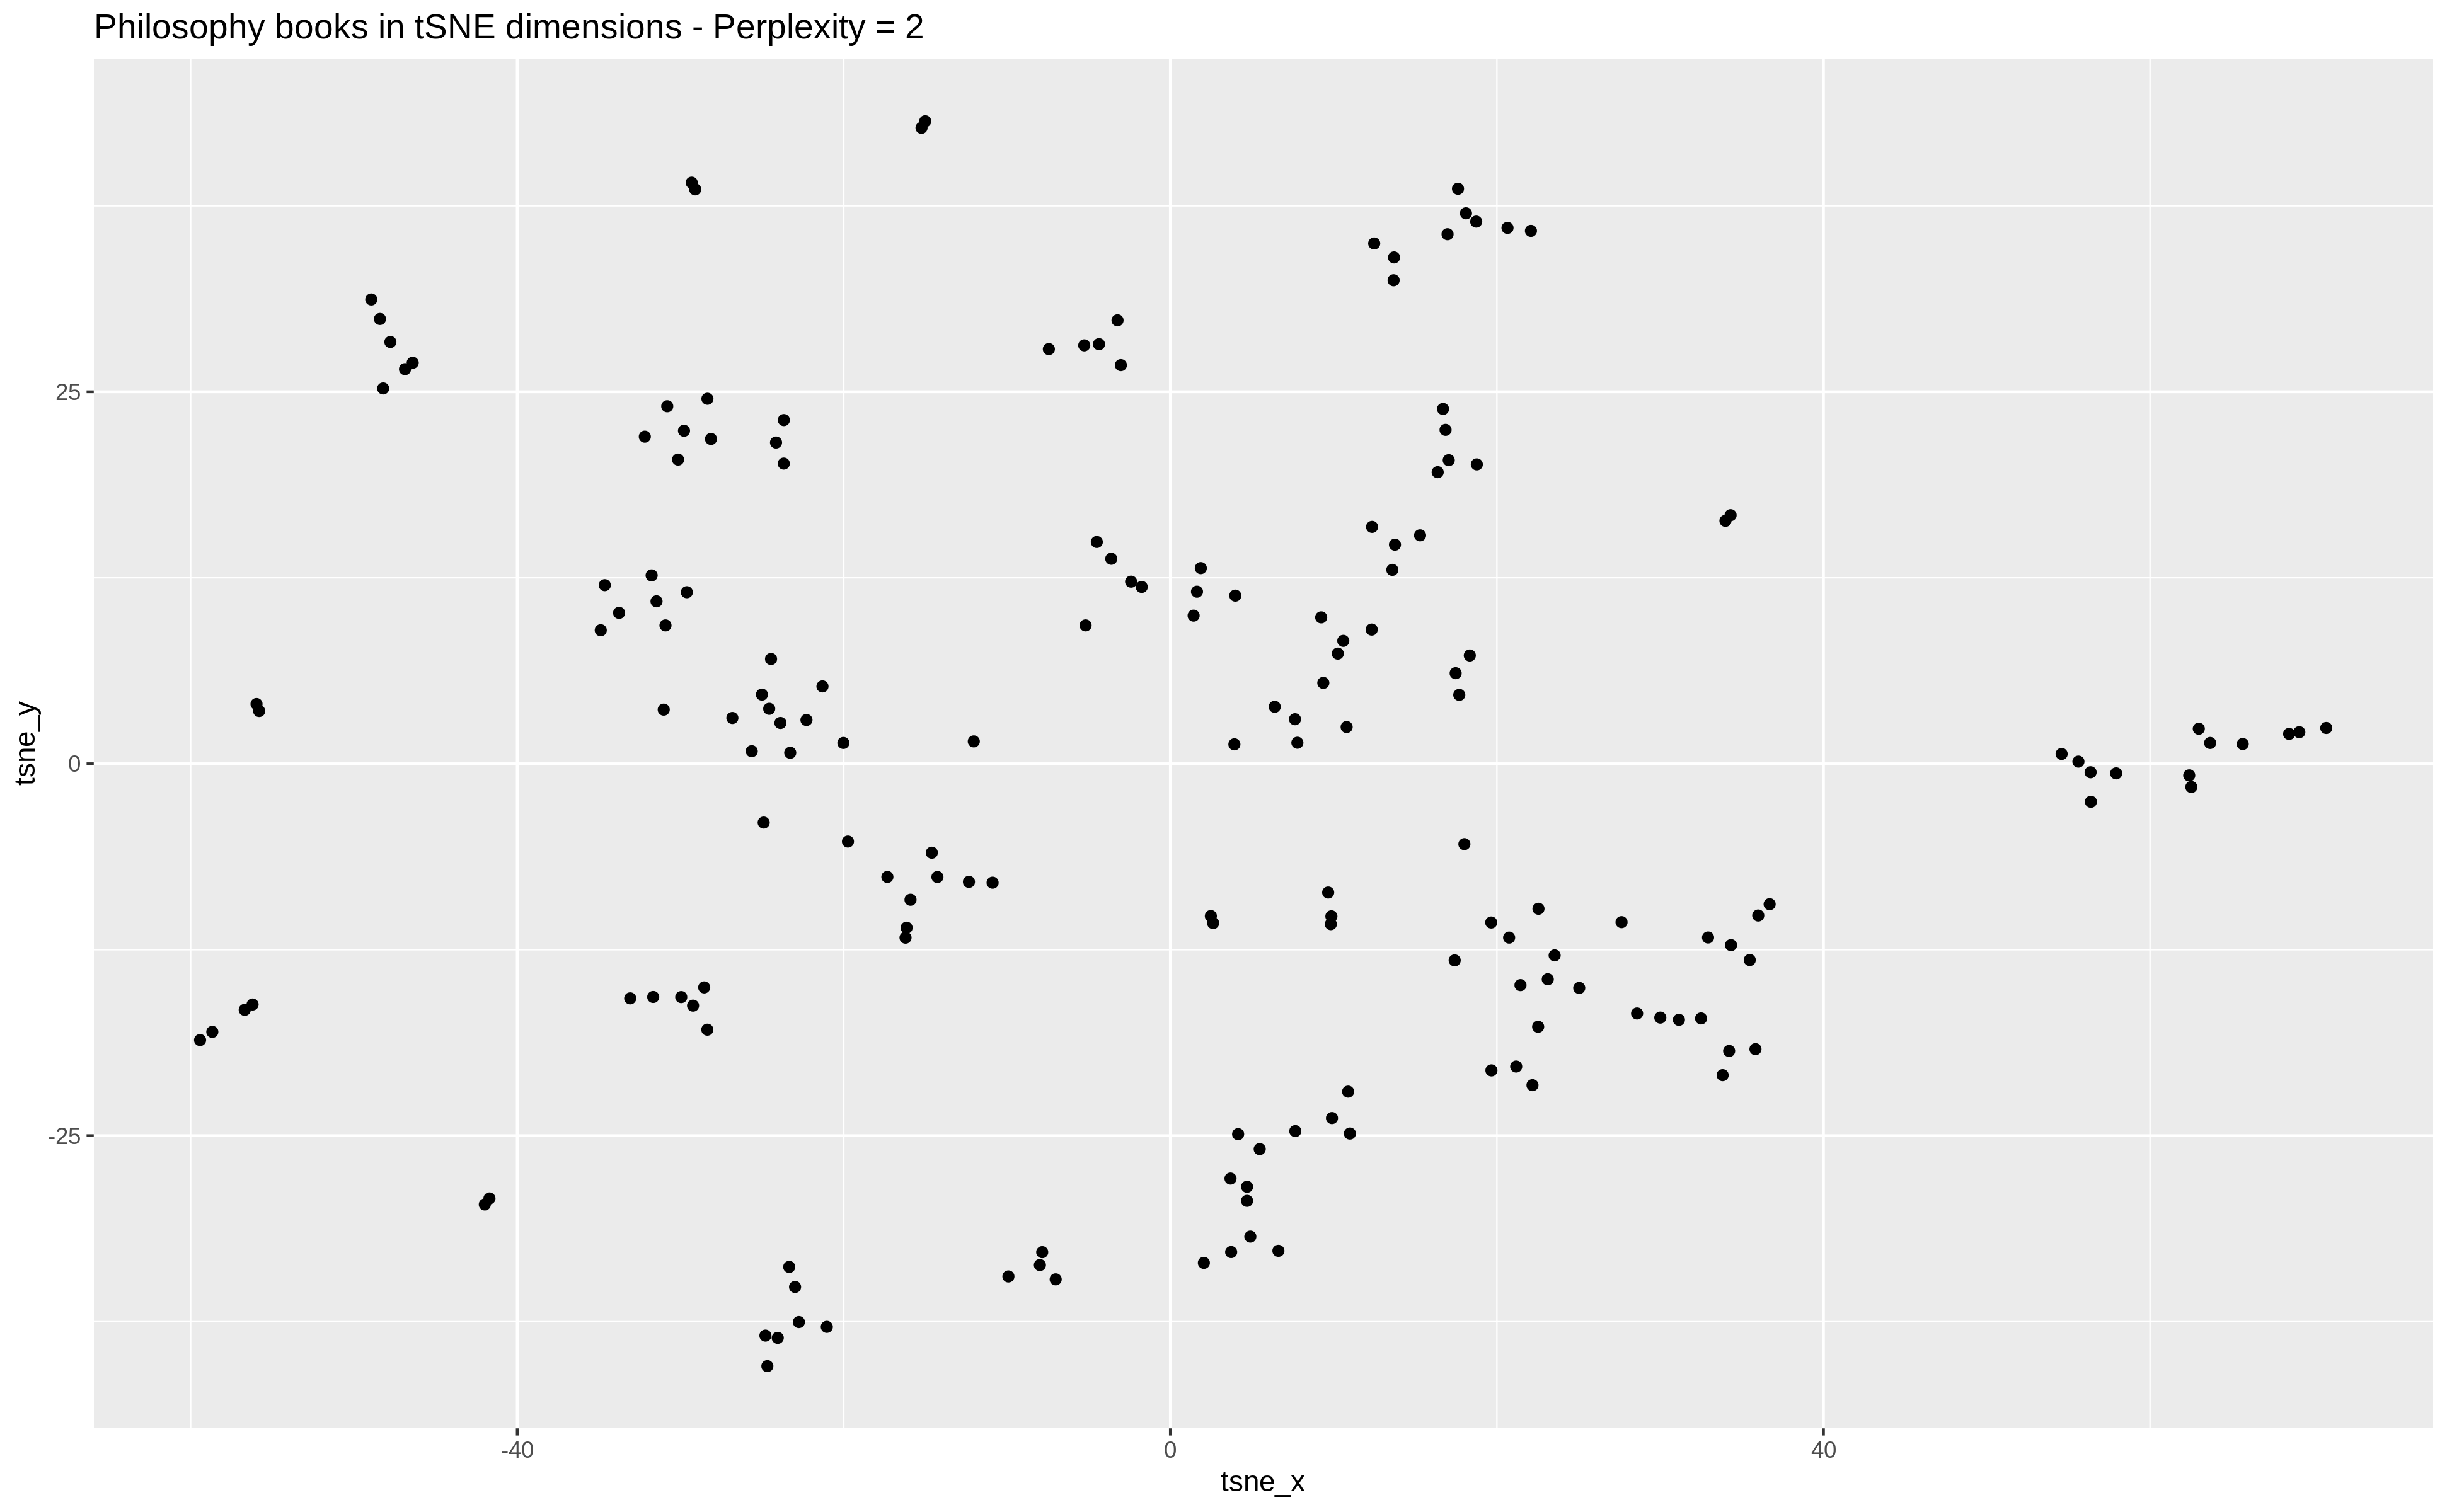 Philosophy books in tSNE dimensions - Perplexity = 2
tsne_y
25
0
-25
-40
0
40
tsne_x